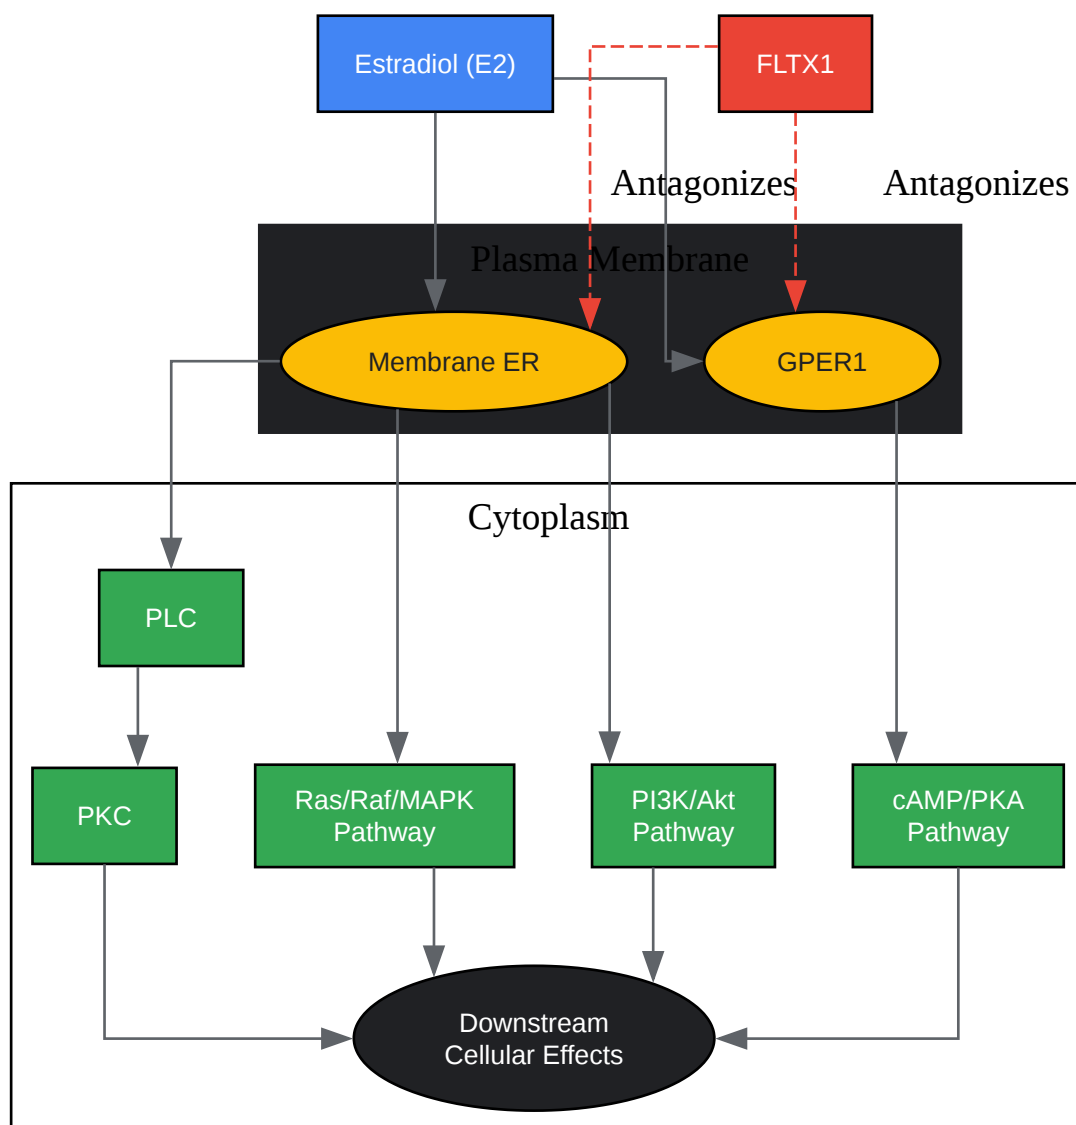 Estradiol (E2)
FLTX1
Antagonizes
Antagonizes
Plasma Membrane
Membrane ER
GPER1
Cytoplasm
PLC
PKC
Ras/Raf/MAPK
Pathway
PI3K/Akt
Pathway
cAMP/PKA
Pathway
Downstream
Cellular Effects